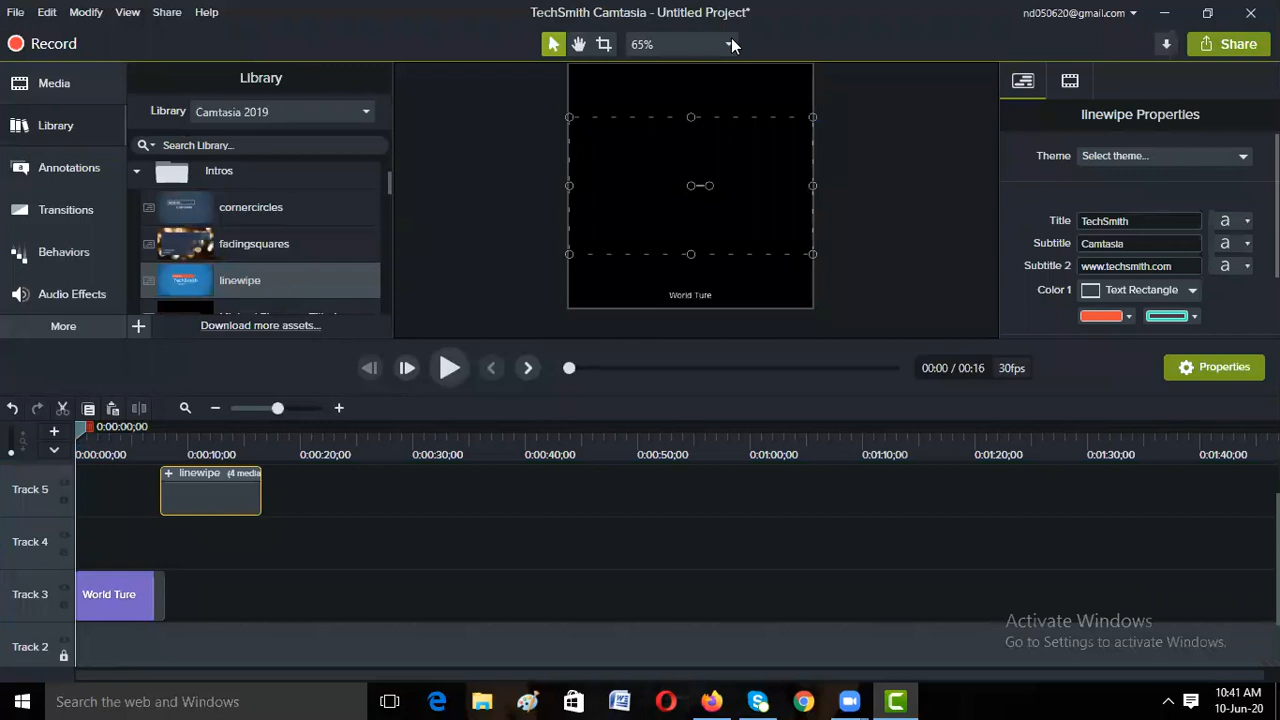 File Edit Modify View Share Help TechSmith Camtasia - Untitled Project* nd050620@gmail.com
Record 65% Share
Media Library
Library Library Camtasia 2019 linewipe Properties
Search Library... Theme Select theme...
Annotations Intros
Transitions cornercircles Title TechSmith a
Behaviors fadingsquares Subtitle Camtasia a
Subtitle 2 www.techsmith.com a
Audio Effects linewipe Color 1 Text Rectangle
World Ture
More Download more assets...
00:00 / 00:16 30fps Properties
0:00:00;00
0:00:00;00 0:00:10;00 0:00:20;00 0:00:30;00 0:00:40;00 0:00:50;00 0:01:00;00 0:01:10;00 0:01:20;00 0:01:30;00 0:01:40;00
Track 5 linewipe (4 media
Track 4
Track 3 World Ture
Activate Windows
Track 2 Go to Settings to activate Windows.
Search the web and Windows 10:41 AM
10-Jun-20